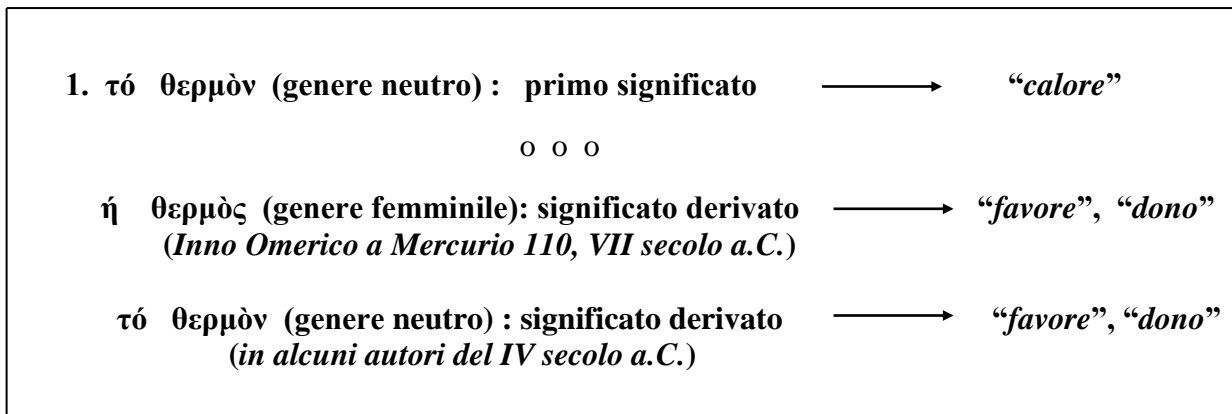 1. τό θερμὸν (genere neutro) : primo significato “calore”
o o o
ή θερμὸς (genere femminile): significato derivato “favore”, “dono”
(Inno Omerico a Mercurio 110, VII secolo a.C.)
τό θερμὸν (genere neutro) : significato derivato “favore”, “dono”
(in alcuni autori del IV secolo a.C.)